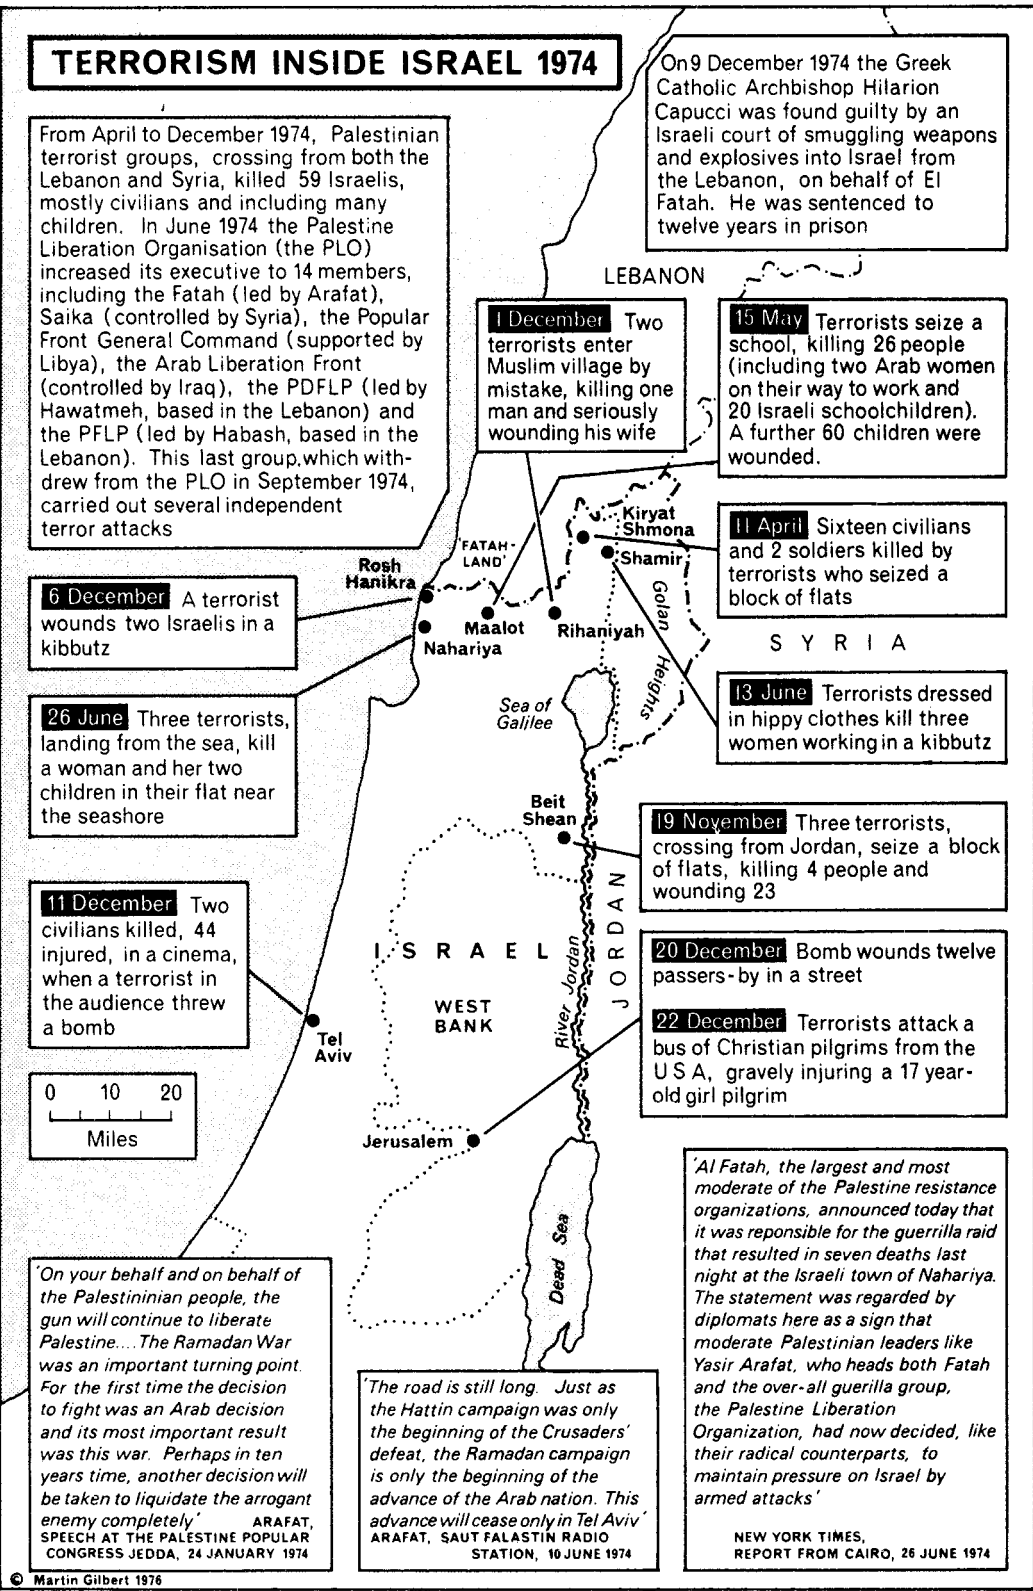 TERRORISM INSIDE ISRAEL 1974
From April to December 1974, Palestinian
terrorist groups, crossing from both the
Lebanon and Syria, killed 59 Israelis,
mostly civilians and including many
children. In June 1974 the Palestine
Liberation Organisation (the PLO)
increased its executive to 14 members,
including the Fatah (led by Arafat),
Saika (controlled by Syria), the Popular
Front General Command (supported by
Libya), the Arab Liberation Front
(controlled by Iraq), the PDFLP (led by
Hawatmeh, based in the Lebanon) and
the PFLP (led by Habash, based in the
Lebanon). This last group, which with-
drew from the PLO in September 1974,
carried out several independent
terror attacks
On 9 December 1974 the Greek
Catholic Archbishop Hilarion
Capucci was found guilty by an
Israeli court of smuggling weapons
and explosives into Israel from
the Lebanon, on behalf of El
Fatah. He was sentenced to
twelve years in prison
LEBANON
1 December Two
terrorists enter
Muslim village by
mistake, killing one
man and seriously
wounding his wife
15 May Terrorists seize a
school, killing 26 people
(including two Arab women
on their way to work and
20 Israeli schoolchildren).
A further 60 children were
wounded.
11 April Sixteen civilians
and 2 soldiers killed by
terrorists who seized a
block of flats
Kiryat
Shmona
Shamir
'FATAH-
LAND'
Rosh
Hanikra
Maalot
Rihaniyah
Nahariya
Golan
Heights
SYRIA
6 December A terrorist
wounds two Israelis in a
kibbutz
26 June Three terrorists,
landing from the sea, kill
a woman and her two
children in their flat near
the seashore
13 June Terrorists dressed
in hippy clothes kill three
women working in a kibbutz
Sea of
Galilee
Beit
Shean
19 November Three terrorists,
crossing from Jordan, seize a block
of flats, killing 4 people and
wounding 23
11 December Two
civilians killed, 44
injured, in a cinema,
when a terrorist in
the audience threw
a bomb
ISRAEL
WEST
BANK
River Jordan
JORDAN
20 December Bomb wounds twelve
passers-by in a street
22 December Terrorists attack a
bus of Christian pilgrims from the
USA, gravely injuring a 17 year-
old girl pilgrim
Tel
Aviv
0 10 20
Miles
Jerusalem
Dead Sea
'On your behalf and on behalf of
the Palestininian people, the
gun will continue to liberate
Palestine.... The Ramadan War
was an important turning point.
For the first time the decision
to fight was an Arab decision
and its most important result
was this war. Perhaps in ten
years time, another decision will
be taken to liquidate the arrogant
enemy completely' ARAFAT,
SPEECH AT THE PALESTINE POPULAR
CONGRESS JEDDA, 24 JANUARY 1974
'The road is still long. Just as
the Hattin campaign was only
the beginning of the Crusaders'
defeat, the Ramadan campaign
is only the beginning of the
advance of the Arab nation. This
advance will cease only in Tel Aviv'
ARAFAT, SAUT FALASTIN RADIO
STATION, 10 JUNE 1974
'Al Fatah, the largest and most
moderate of the Palestine resistance
organizations, announced today that
it was reponsible for the guerrilla raid
that resulted in seven deaths last
night at the Israeli town of Nahariya.
The statement was regarded by
diplomats here as a sign that
moderate Palestinian leaders like
Yasir Arafat, who heads both Fatah
and the over-all guerilla group,
the Palestine Liberation
Organization, had now decided, like
their radical counterparts, to
maintain pressure on Israel by
armed attacks'
NEW YORK TIMES,
REPORT FROM CAIRO, 26 JUNE 1974
© Martin Gilbert 1976